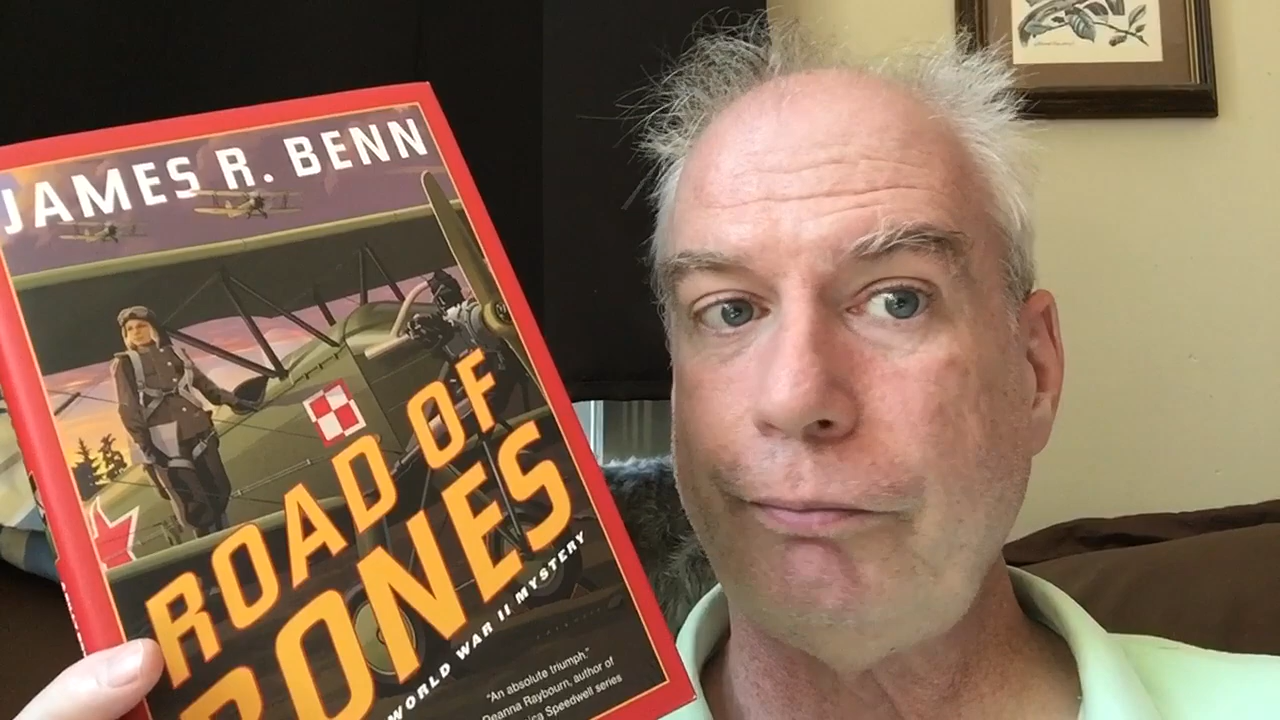 JAMES R. BENN
ROAD OF
BONES
WORLD WAR II MYSTERY
"An absolute triumph."
Deanna Raybourn, author of
Speedwell series